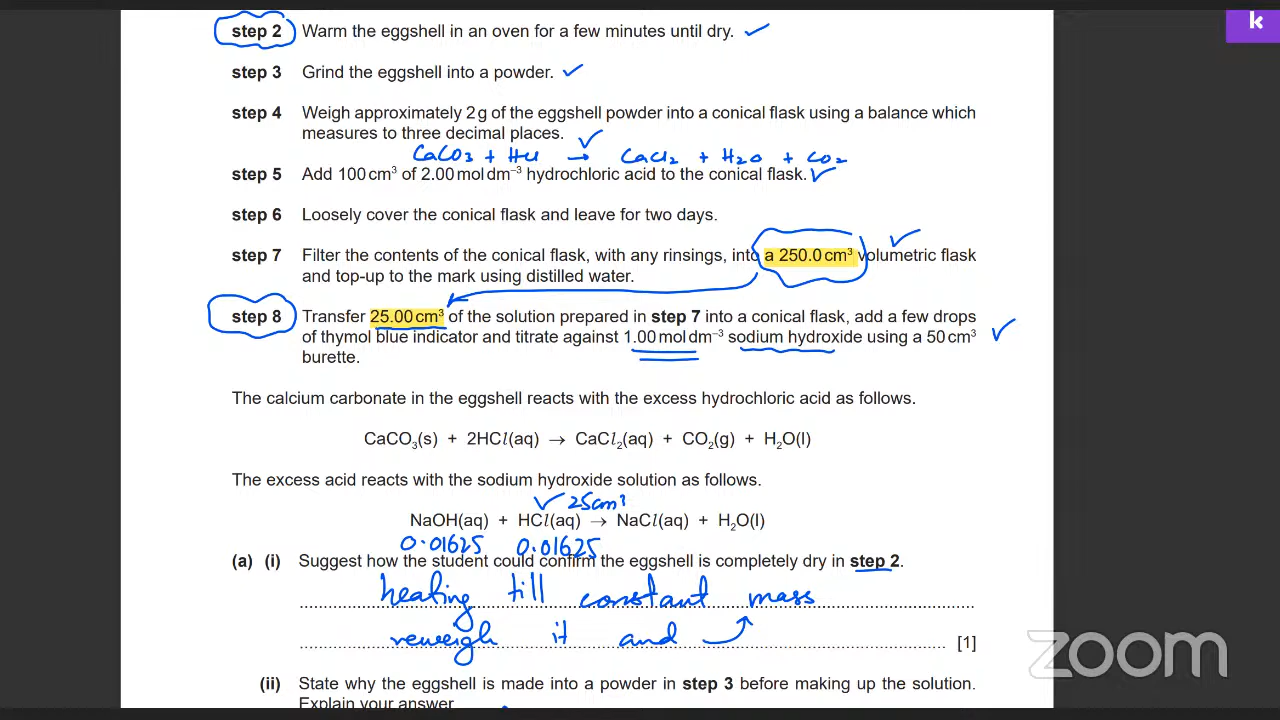 k
step 2 Warm the eggshell in an oven for a few minutes until dry.
step 3 Grind the eggshell into a powder.
step 4 Weigh approximately 2 g of the eggshell powder into a conical flask using a balance which
measures to three decimal places.
CaCO3 + HCl → CaCl2 + H2O + CO2
step 5 Add 100 cm³ of 2.00 mol dm⁻³ hydrochloric acid to the conical flask.
step 6 Loosely cover the conical flask and leave for two days.
step 7 Filter the contents of the conical flask, with any rinsings, into a 250.0 cm³ volumetric flask
and top-up to the mark using distilled water.
step 8 Transfer 25.00 cm³ of the solution prepared in step 7 into a conical flask, add a few drops
of thymol blue indicator and titrate against 1.00 mol dm⁻³ sodium hydroxide using a 50 cm³
burette.
The calcium carbonate in the eggshell reacts with the excess hydrochloric acid as follows.
CaCO₃(s) + 2HCl(aq) → CaCl₂(aq) + CO₂(g) + H₂O(l)
The excess acid reacts with the sodium hydroxide solution as follows.
25cm³
NaOH(aq) + HCl(aq) → NaCl(aq) + H₂O(l)
0.01625 0.01625
(a) (i) Suggest how the student could confirm the eggshell is completely dry in step 2.
heating till constant mass
reweigh it and
[1]
zoom
(ii) State why the eggshell is made into a powder in step 3 before making up the solution.
Explain your answer